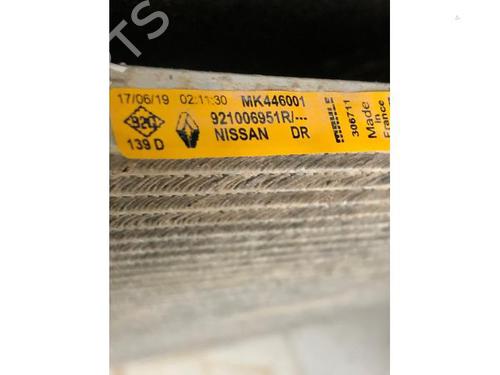 17/06/19 02:11:30 MK446001
921006951R/---
NISSAN DR
920
139 D
MAHLE
306711
Made
in
France